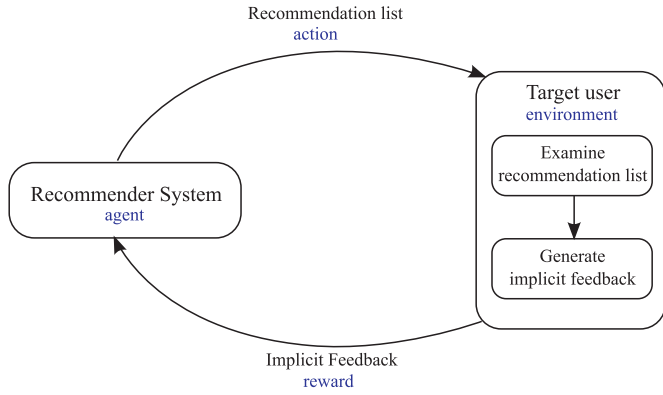 Recommendation list
action
Target user
environment
Examine
recommendation list
Recommender System
agent
Generate
implicit feedback
Implicit Feedback
reward